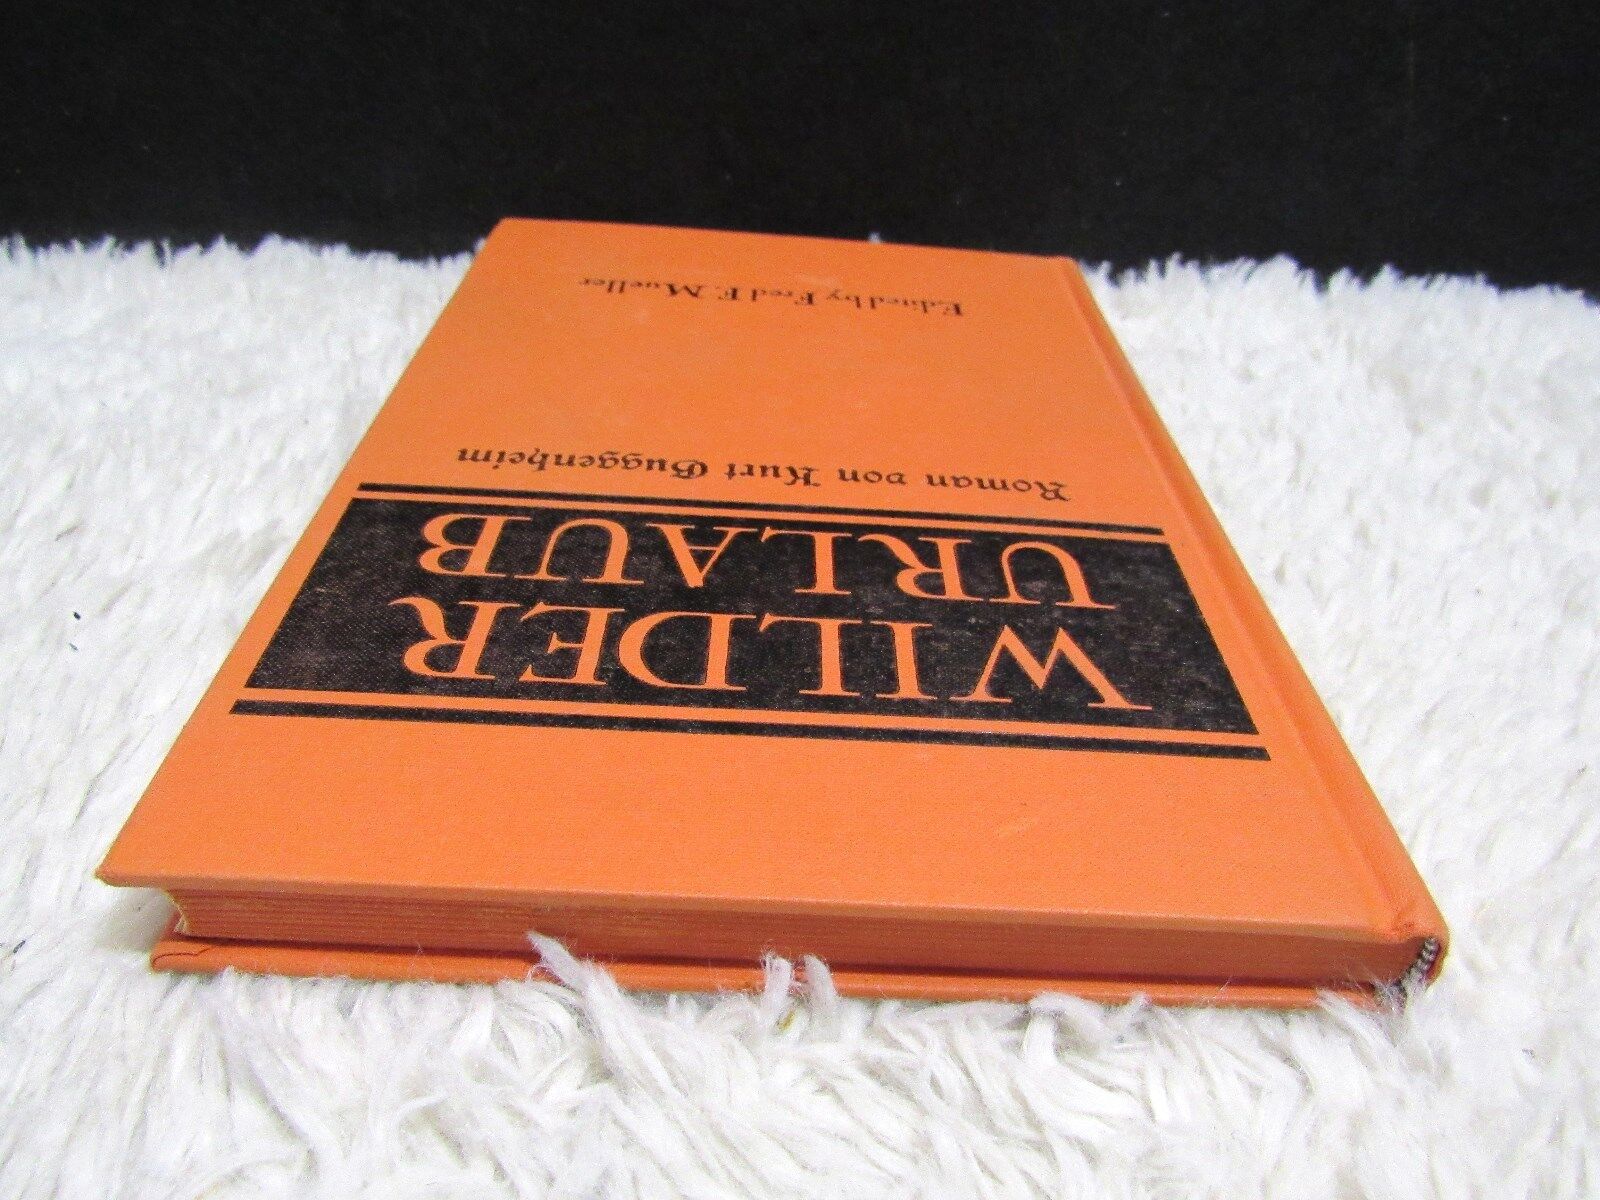 WILDER
URLAUB
Roman von Kurt Guggenheim
Edited by Fred F. Mueller